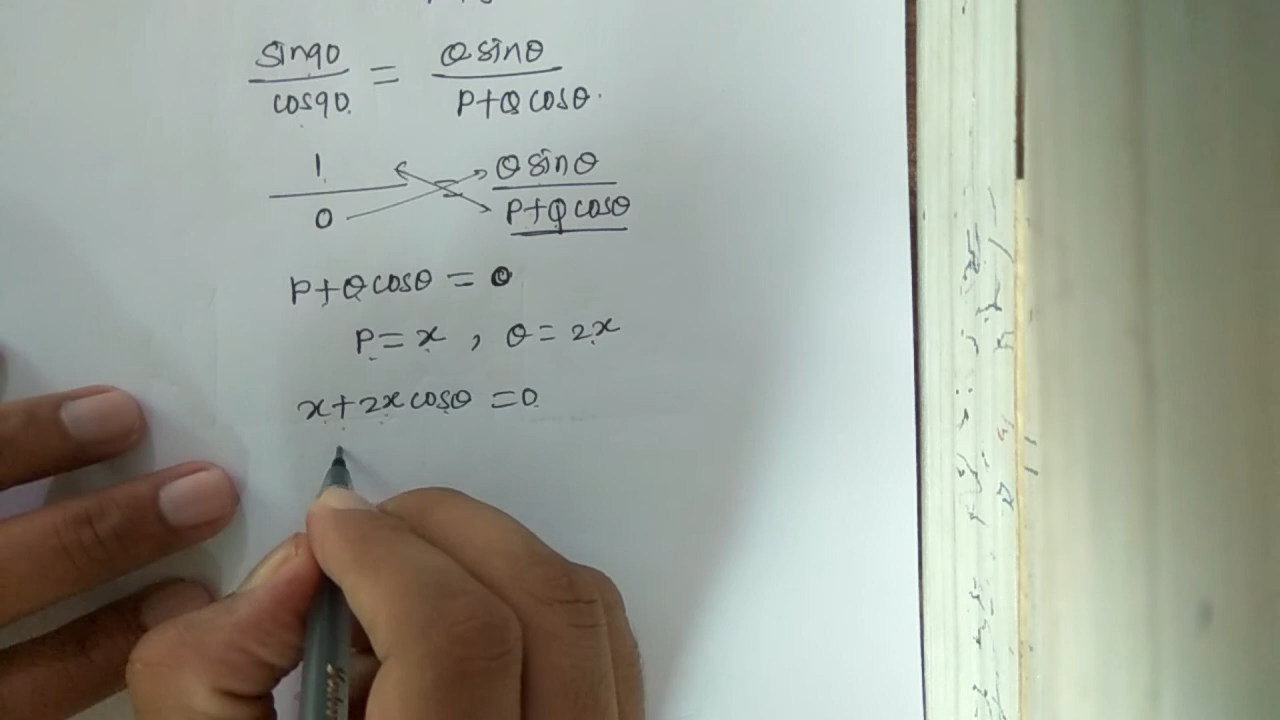 sin90 / cos90 = Q sinθ / P+Q cosθ.
1 / 0 = Q sinθ / P+Q cosθ
P+Q cosθ = 0
P = x , Q = 2x
x+2x cosθ = 0